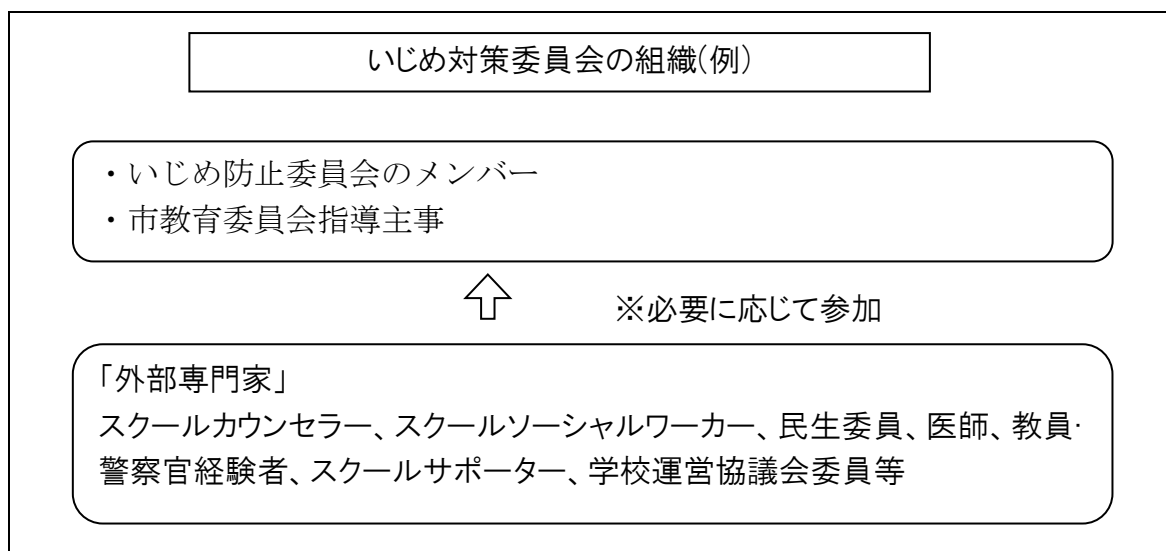 いじめ対策委員会の組織(例)
・いじめ防止委員会のメンバー
・市教育委員会指導主事
※必要に応じて参加
「外部専門家」
スクールカウンセラー、スクールソーシャルワーカー、民生委員、医師、教員・
警察官経験者、スクールサポーター、学校運営協議会委員等